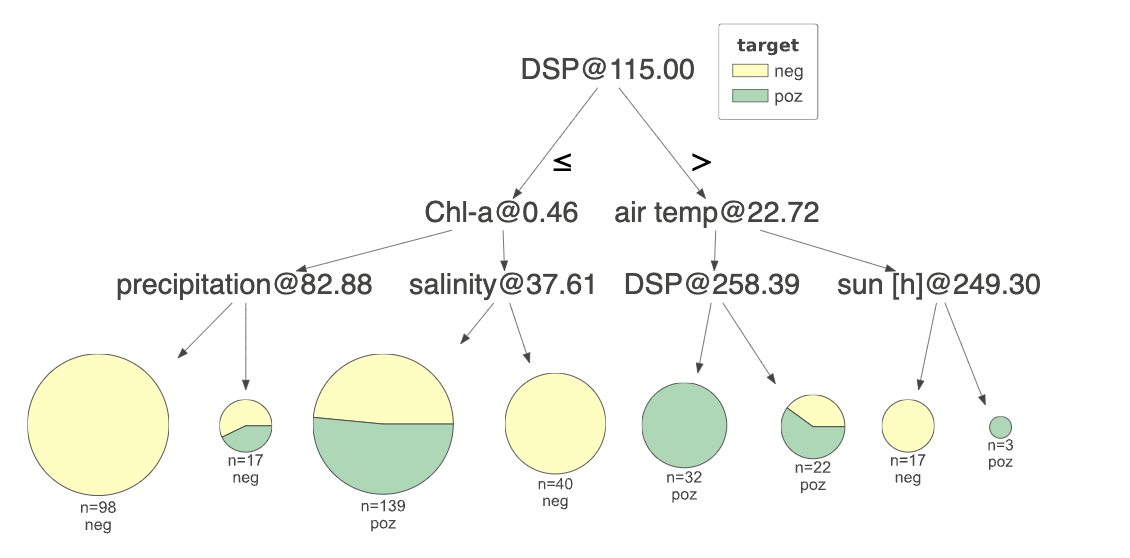 DSP@115.00
target
neg
poz
≤
>
Chl-a@0.46
air temp@22.72
precipitation@82.88
salinity@37.61
DSP@258.39
sun [h]@249.30
n=98
neg
n=17
neg
n=139
poz
n=40
neg
n=32
poz
n=22
poz
n=17
neg
n=3
poz